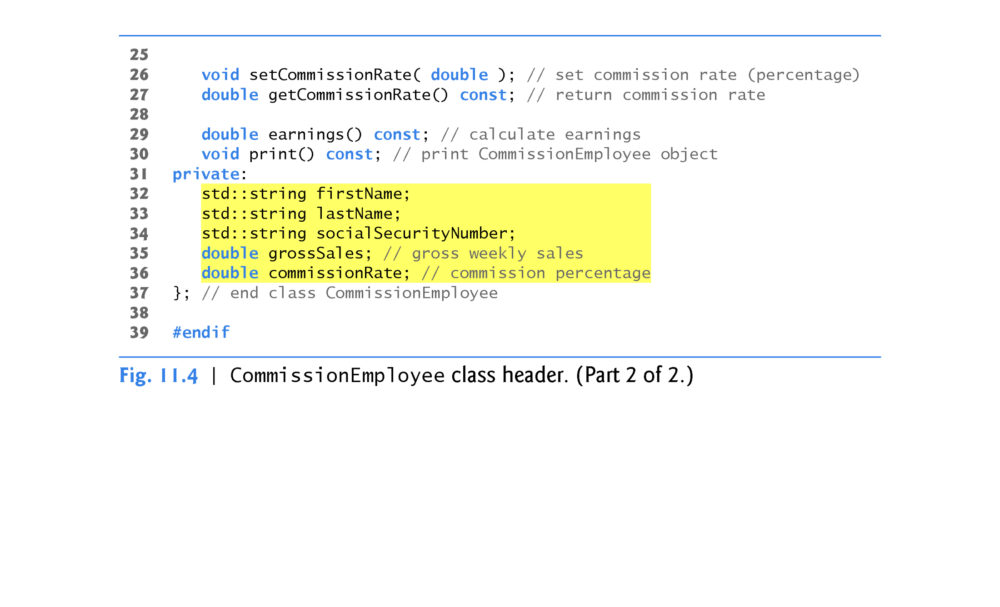 25
26 void setCommissionRate( double ); // set commission rate (percentage)
27 double getCommissionRate() const; // return commission rate
28
29 double earnings() const; // calculate earnings
30 void print() const; // print CommissionEmployee object
31 private:
32 std::string firstName;
33 std::string lastName;
34 std::string socialSecurityNumber;
35 double grossSales; // gross weekly sales
36 double commissionRate; // commission percentage
37 }; // end class CommissionEmployee
38
39 #endif
Fig. 11.4 | CommissionEmployee class header. (Part 2 of 2.)